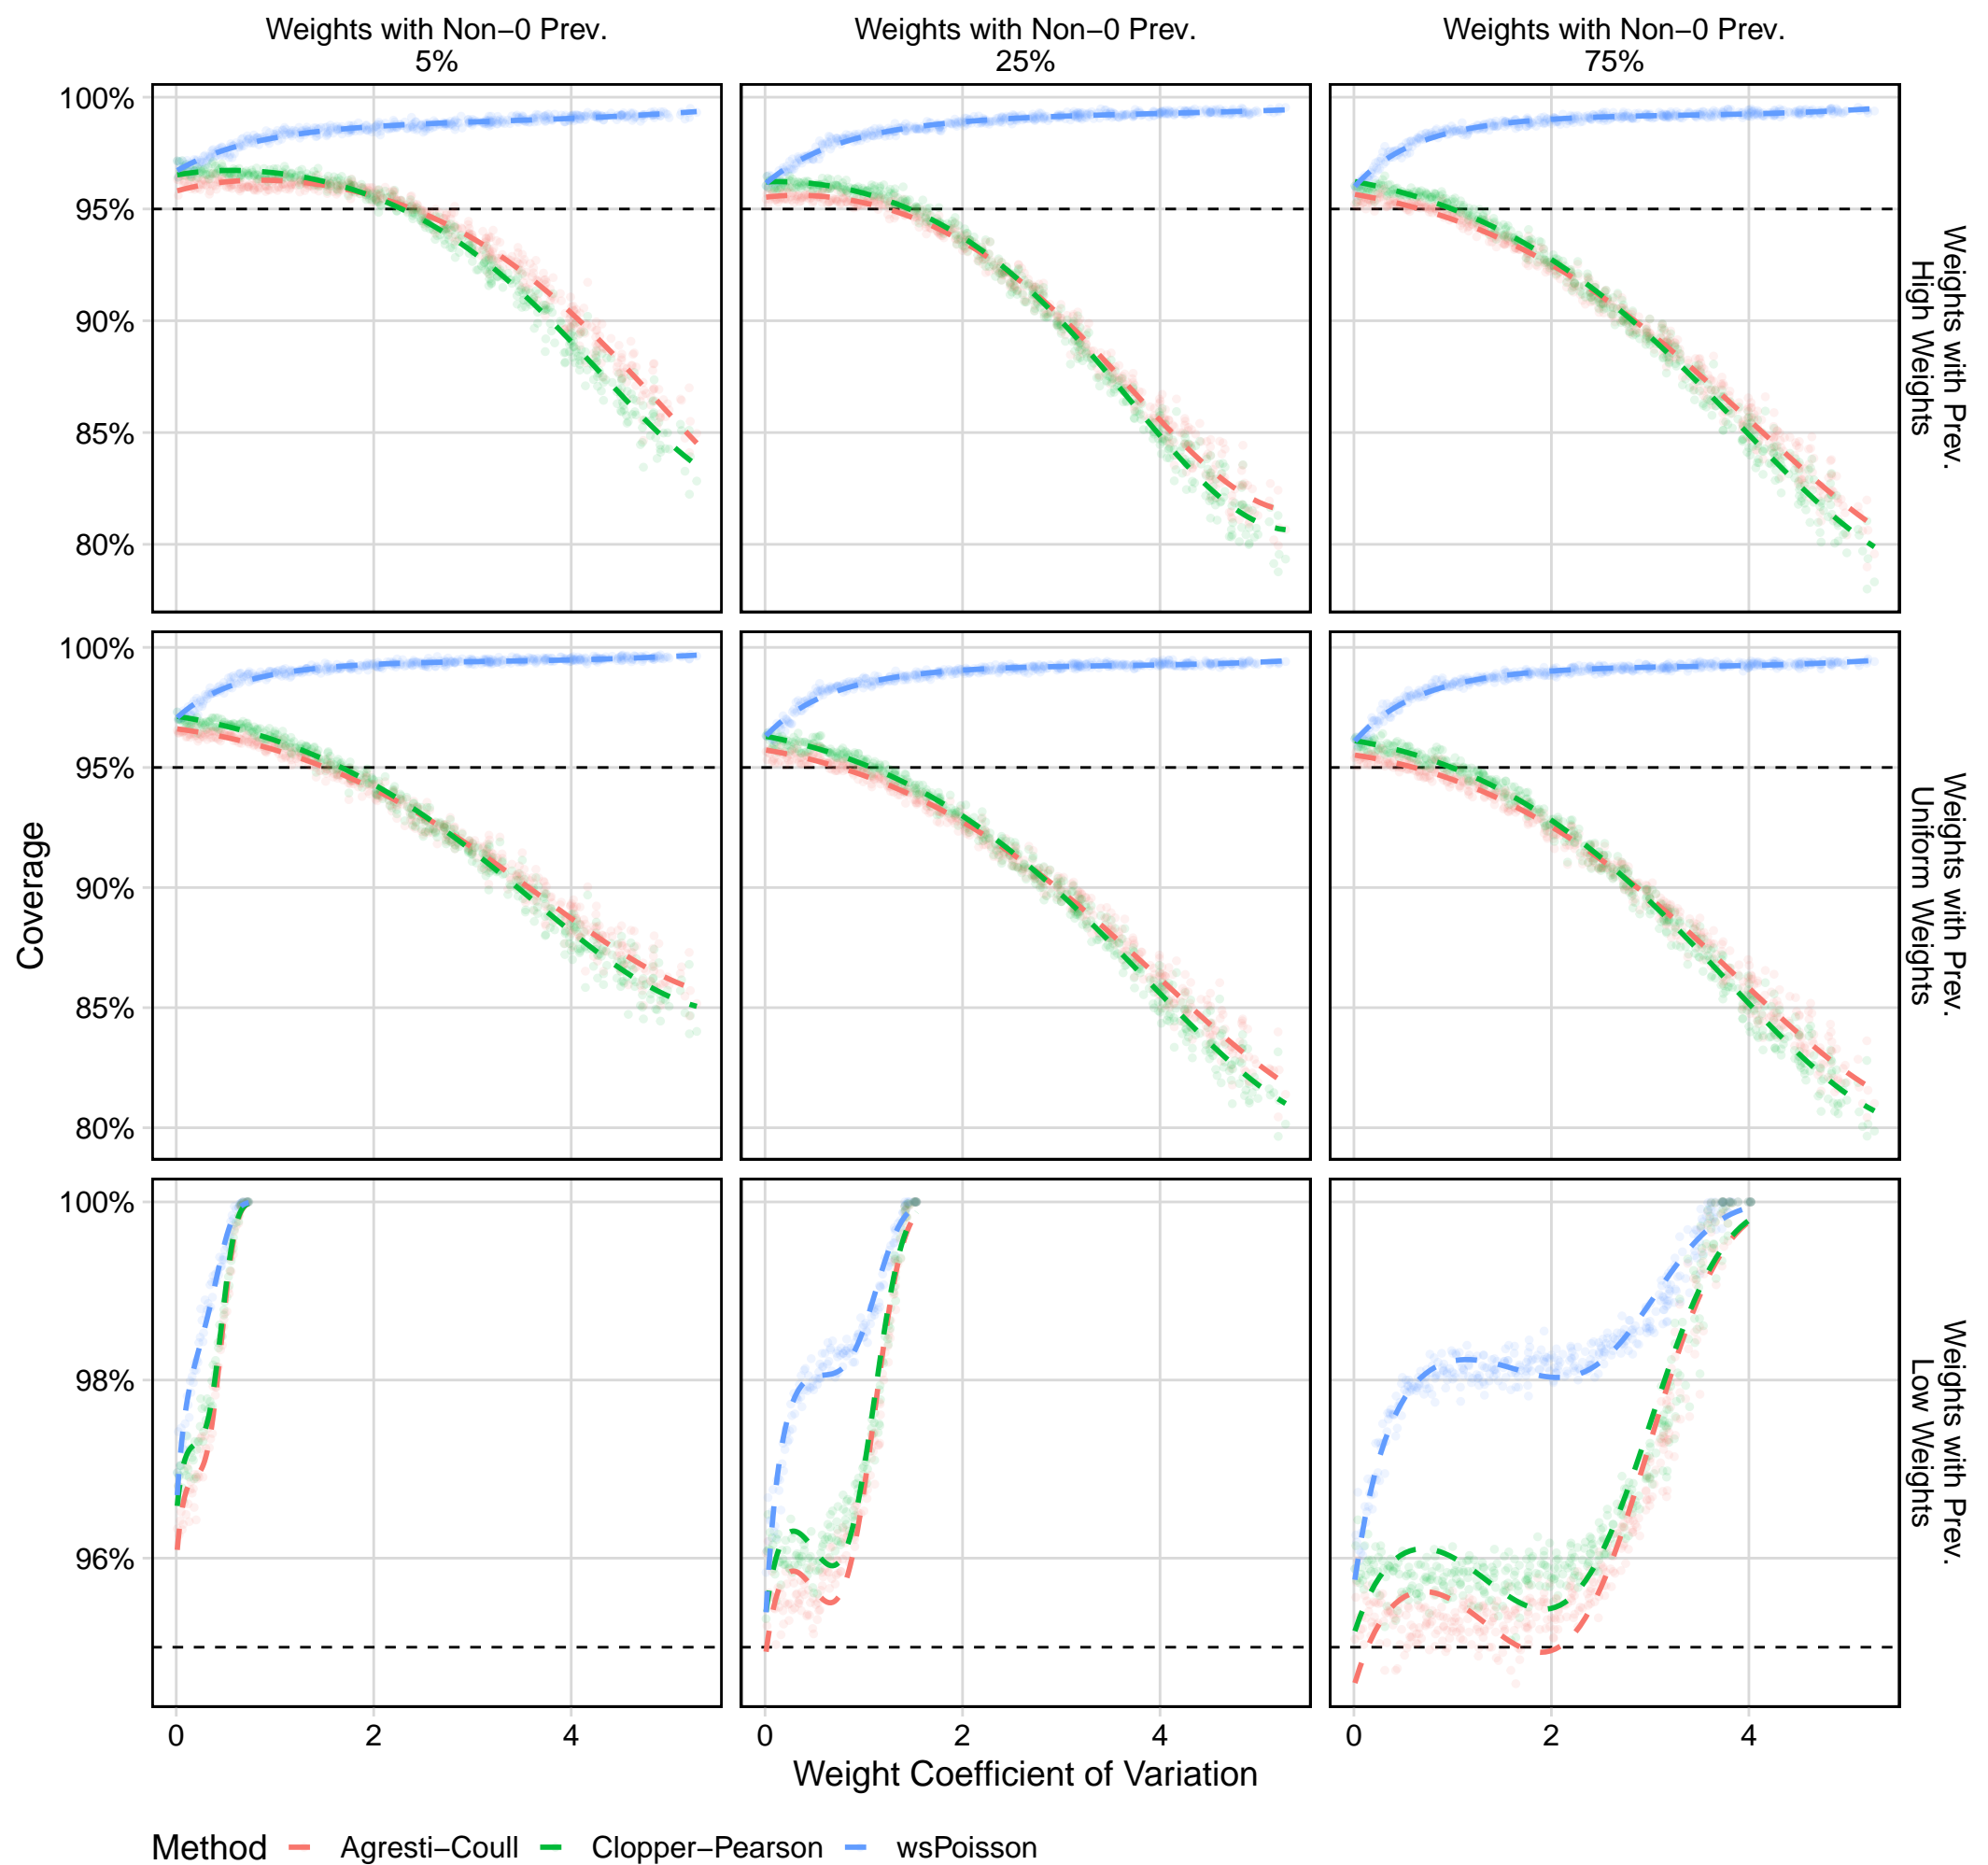 Weights with Non−0 Prev.
5%
Weights with Non−0 Prev.
25%
Weights with Non−0 Prev.
75%
100%
95%
90%
85%
80%
Weights with Prev.
High Weights
100%
95%
90%
85%
80%
Weights with Prev.
Uniform Weights
Coverage
100%
98%
96%
Weights with Prev.
Low Weights
0 2 4
0 2 4
0 2 4
Weight Coefficient of Variation
Method Agresti−Coull Clopper−Pearson wsPoisson